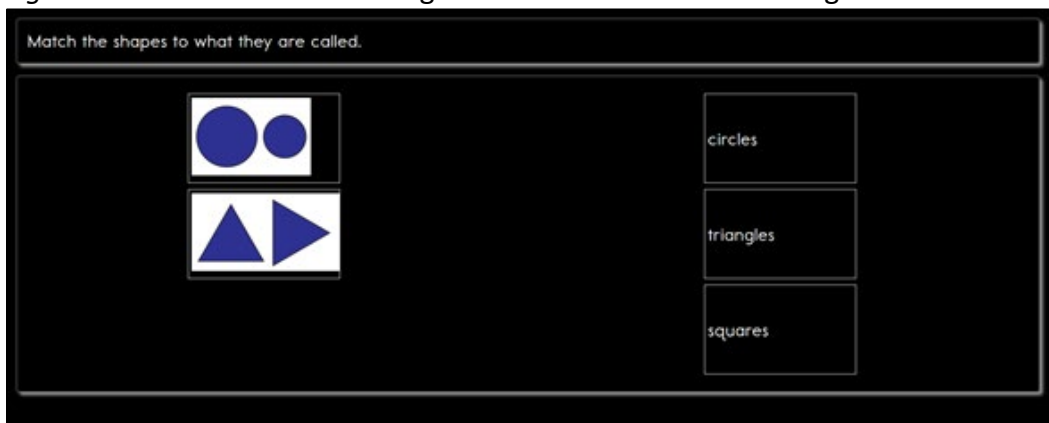 Match the shapes to what they are called.
circles
triangles
squares